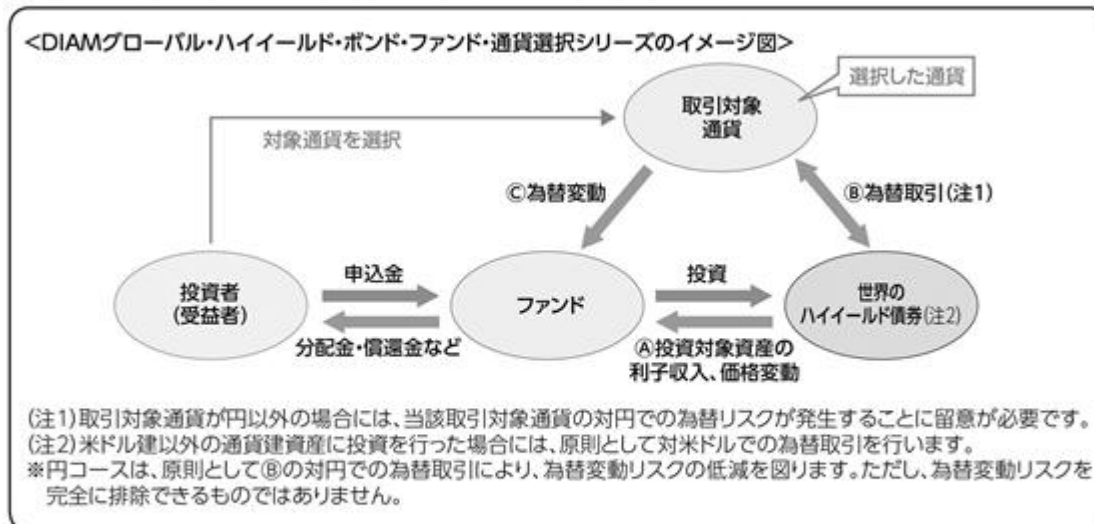 <DIAMグローバル・ハイイールド・ボンド・ファンド・通貨選択シリーズのイメージ図>
選択した通貨
取引対象
通貨
対象通貨を選択
Ⓒ為替変動
Ⓑ為替取引(注1)
投資者
(受益者)
申込金
分配金・償還金など
ファンド
投資
Ⓐ投資対象資産の
利子収入、価格変動
世界の
ハイイールド債券(注2)
(注1)取引対象通貨が円以外の場合には、当該取引対象通貨の対円での為替リスクが発生することに留意が必要です。
(注2)米ドル建以外の通貨建資産に投資を行った場合には、原則として対米ドルでの為替取引を行います。
※円コースは、原則としてⒷの対円での為替取引により、為替変動リスクの低減を図ります。ただし、為替変動リスクを
完全に排除できるものではありません。